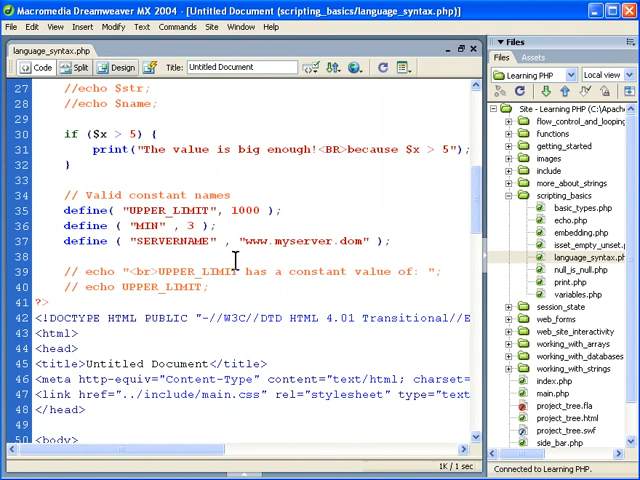 Macromedia Dreamweaver MX 2004 - [Untitled Document (scripting_basics/language_syntax.php)]
File Edit View Insert Modify Text Commands Site Window Help
language_syntax.php
Code Split Design Title: Untitled Document
27 //echo $str;
28 //echo $name;
29
30 if ($x > 5) {
31 print("The value is big enough!<BR>because $x > 5");
32 }
33
34 // Valid constant names
35 define( "UPPER_LIMIT", 1000 );
36 define ( "MIN" , 3 );
37 define ( "SERVERNAME" , "www.myserver.dom" );
38
39 // echo "<br>UPPER_LIMIT has a constant value of: ";
40 // echo UPPER_LIMIT;
41 ?>
42 <!DOCTYPE HTML PUBLIC "-//W3C//DTD HTML 4.01 Transitional//E
43 <html>
44 <head>
45 <title>Untitled Document</title>
46 <meta http-equiv="Content-Type" content="text/html; charset=
47 <link href="../include/main.css" rel="stylesheet" type="text
48 </head>
49
50 <body>
1K / 1 sec
Files
Files Assets
Learning PHP Local view
Site - Learning PHP (C:\Apache
flow_control_and_looping
functions
getting_started
images
include
more_about_strings
scripting_basics
basic_types.php
echo.php
embedding.php
isset_empty_unset.
language_syntax.ph
null_is_null.php
print.php
variables.php
session_state
web_forms
web_site_interactivity
working_with_arrays
working_with_databases
working_with_strings
index.php
main.php
project_tree.fla
project_tree.html
project_tree.swf
side_bar.php
Connected to Learning PHP.